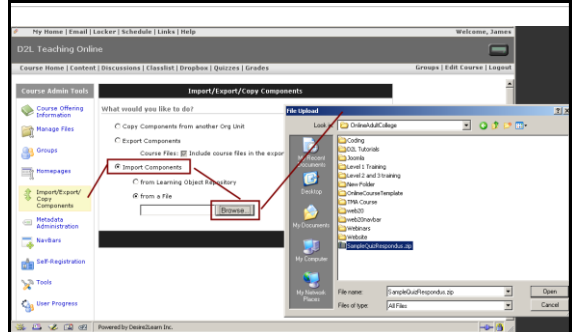 My Home | Email | Locker | Schedule | Links | Help
Welcome, James
D2L Teaching Online
Course Home | Content | Discussions | Classlist | Dropbox | Quizzes | Grades
Groups | Edit Course | Logout
Course Admin Tools
Course Offering
Information
Manage Files
Groups
Homepages
Import/Export/
Copy
Components
Metadata
Administration
NavBars
Self-Registration
Tools
User Progress
Import/Export/Copy Components
What would you like to do?
Copy Components from another Org Unit
Export Components
Course Files: Include course files in the expor
Import Components
from Learning Object Repository
from a File
Browse...
File Upload
Look in:
OnlineAdultCollege
My Recent
Documents
Desktop
My Documents
My Computer
My Network
Places
Coding
D2L Tutorials
Joomla
Level 1 Training
Level 2 and 3 training
New Folder
OnlineCourseTemplate
TMA Course
web20
web20navbar
Webinars
Website
SampleQuizRespondus.zip
File name:
SampleQuizRespondus.zip
Open
Files of type:
All Files
Cancel
Powered by Desire2Learn Inc.